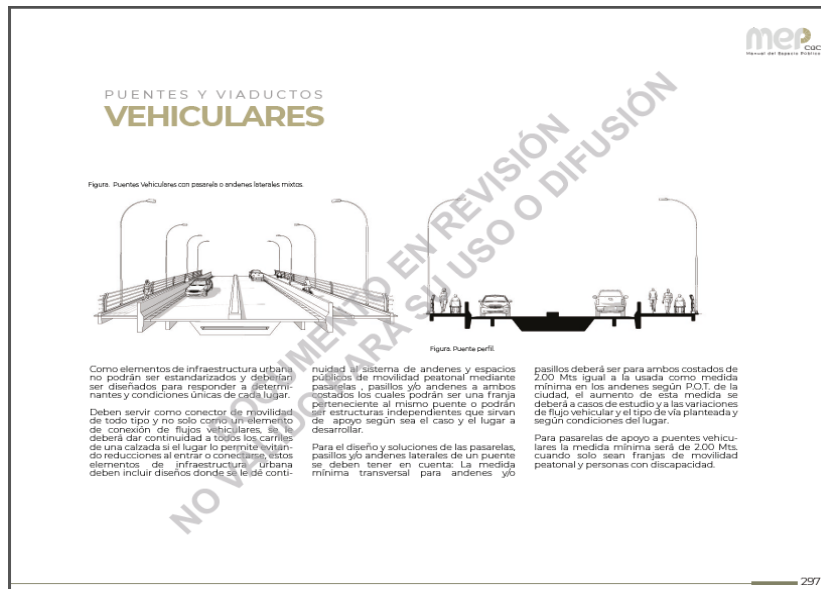 mep
cac
Manual del Espacio Público
PUENTES Y VIADUCTOS
VEHICULARES
Figura. Puentes Vehiculares con pasarela o andenes laterales mixtos.
Figura. Puente perfil.
Como elementos de infraestructura urbana
no podrán ser estandarizados y deberían
ser diseñados para responder a determi-
nantes y condiciones únicas de cada lugar.
Deben servir como conector de movilidad
de todo tipo y no solo como un elemento
de conexión de flujos vehiculares, se le
deberá dar continuidad a todos los carriles
de una calzada si el lugar lo permite evitán-
do reducciones al entrar o conectarse, estos
elementos de infraestructura urbana
deben incluir diseños donde se le dé conti-
nuidad al sistema de andenes y espacios
públicos de movilidad peatonal mediante
pasarelas , pasillos y/o andenes a ambos
costados los cuales podrán ser una franja
perteneciente al mismo puente o podrán
ser estructuras independientes que sirvan
de apoyo según sea el caso y el lugar a
desarrollar.
Para el diseño y soluciones de las pasarelas,
pasillos y/o andenes laterales de un puente
se deben tener en cuenta: La medida
mínima transversal para andenes y/o
pasillos deberá ser para ambos costados de
2.00 Mts igual a la usada como medida
mínima en los andenes según P.O.T. de la
ciudad, el aumento de esta medida se
deberá a casos de estudio y a las variaciones
de flujo vehicular y el tipo de vía planteada y
según condiciones del lugar.
Para pasarelas de apoyo a puentes vehicu-
lares la medida mínima será de 2.00 Mts.
cuando solo sean franjas de movilidad
peatonal y personas con discapacidad.
DOCUMENTO EN REVISIÓN
NO VALIDO PARA SU USO O DIFUSIÓN
297